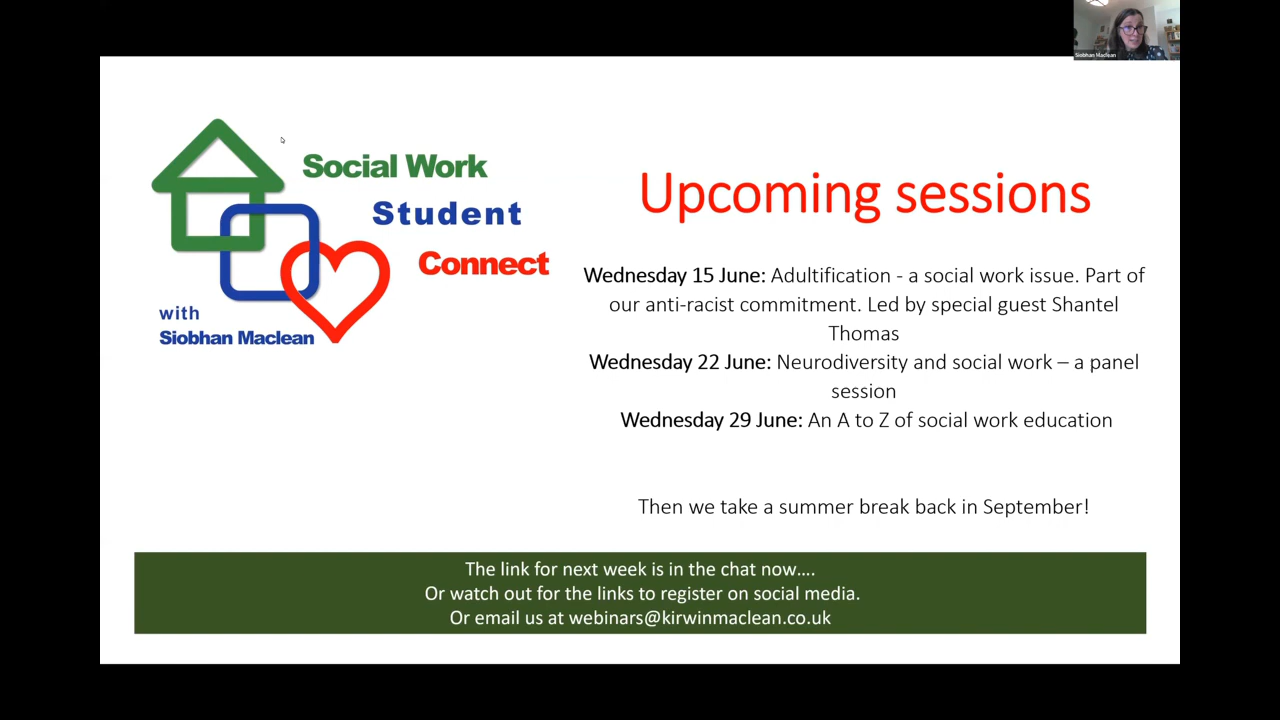 Siobhan Maclean
Social Work
Student
Connect
with
Siobhan Maclean
Upcoming sessions
Wednesday 15 June: Adultification - a social work issue. Part of
our anti-racist commitment. Led by special guest Shantel
Thomas
Wednesday 22 June: Neurodiversity and social work – a panel
session
Wednesday 29 June: An A to Z of social work education
Then we take a summer break back in September!
The link for next week is in the chat now….
Or watch out for the links to register on social media.
Or email us at webinars@kirwinmaclean.co.uk